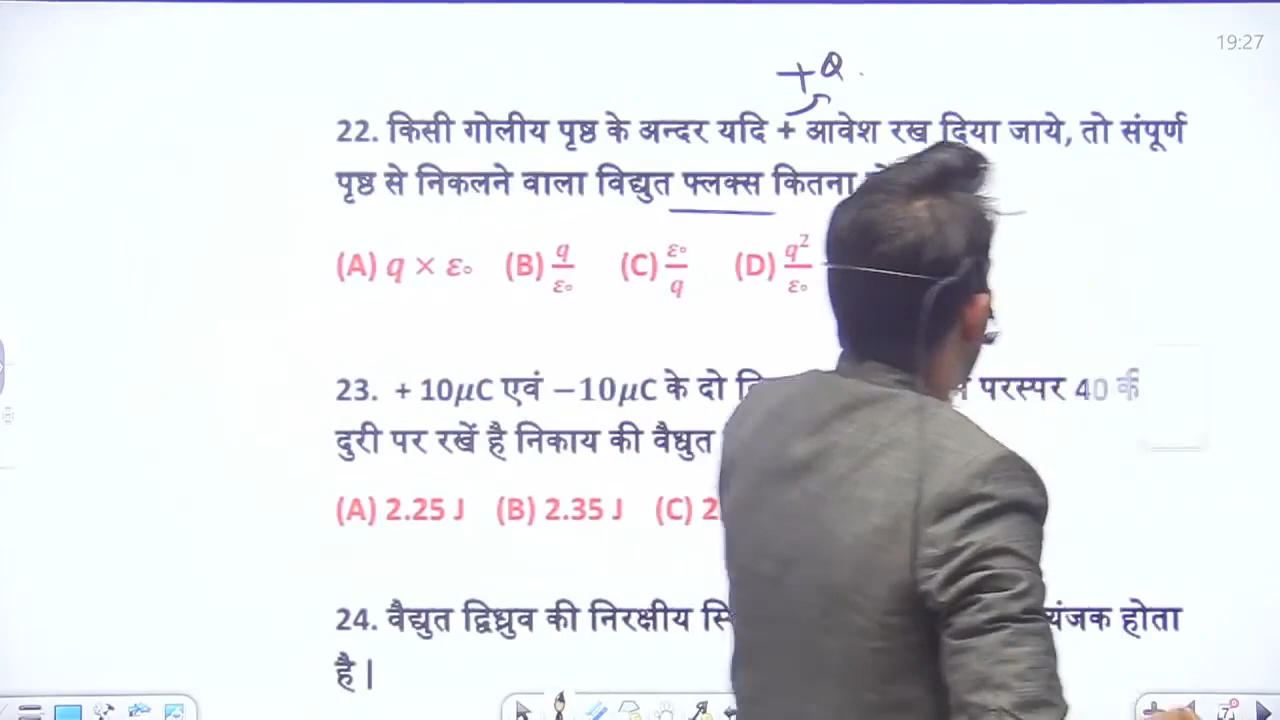 19:27
+Q
22. किसी गोलीय पृष्ठ के अन्दर यदि + आवेश रख दिया जाये, तो संपूर्ण
पृष्ठ से निकलने वाला विद्युत फ्लक्स कितना
(A) q × ε₀ (B) q/ε₀ (C) ε₀/q (D) q²/ε₀
23. + 10μC एवं −10μC के दो परस्पर 40 की
दुरी पर रखें है निकाय की वैधुत
(A) 2.25 J (B) 2.35 J (C) 2
24. वैद्युत द्विध्रुव की निरक्षीय होता
है |